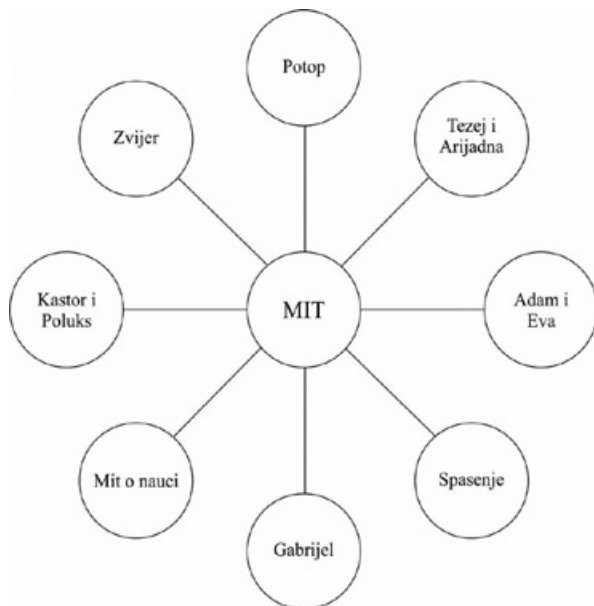 Potop
Zvijer
Tezej i
Arijadna
Kastor i
Poluks
MIT
Adam i
Eva
Mit o nauci
Spasenje
Gabrijel